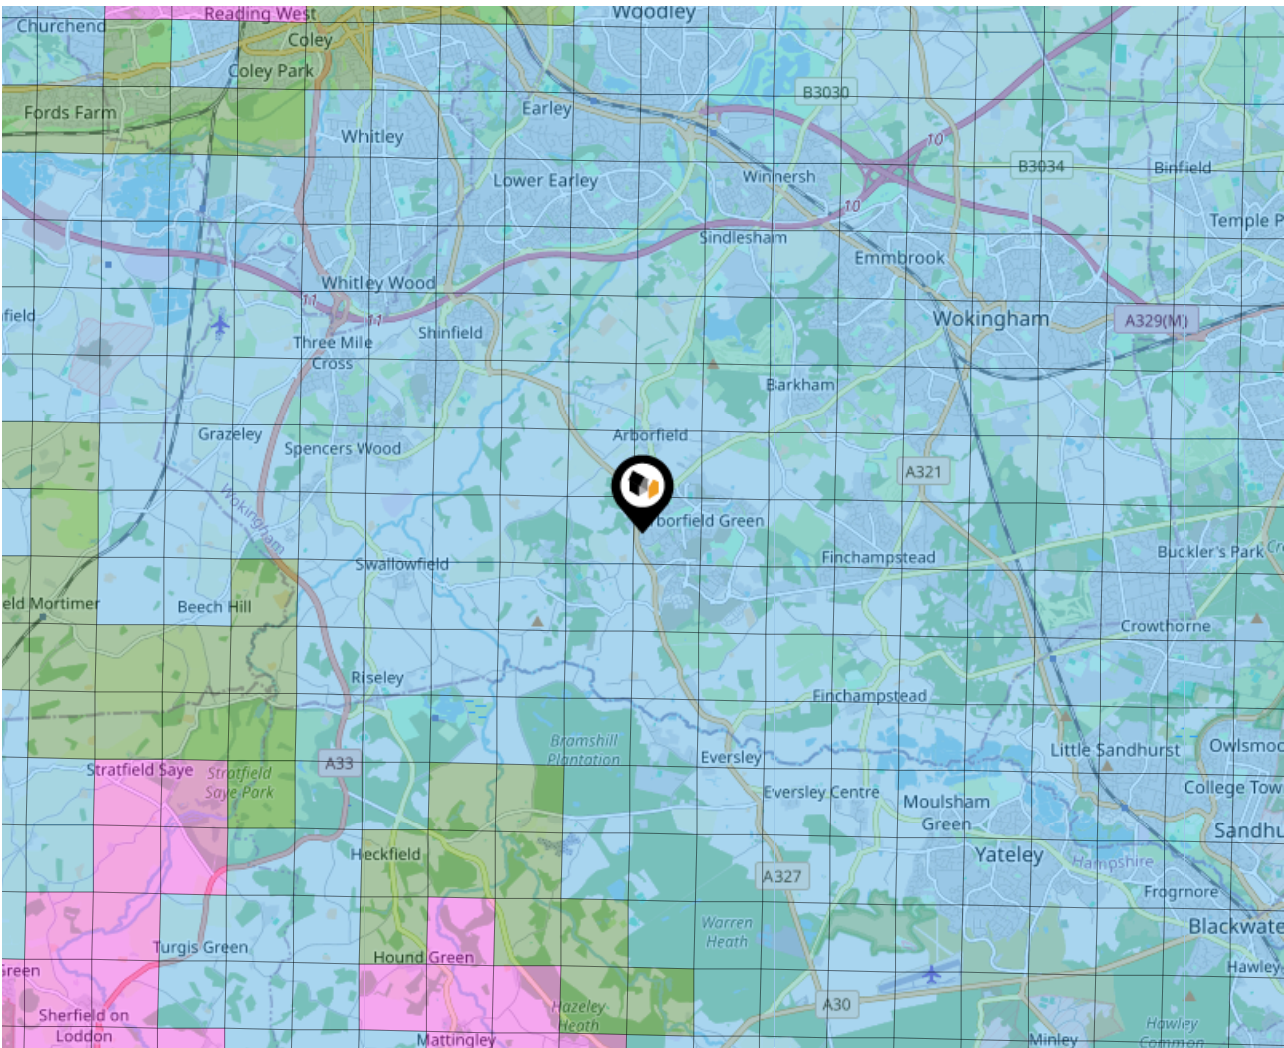 Reading West
Woodley
Churchend
Coley
Coley Park
Fords Farm
B3030
Earley
Whitley
10
B3034
Binfield
Lower Earley
Winnersh
10
Temple P
Sindlesham
Emmbrook
Whitley Wood
11
11
field
Wokingham
A329(M)
Shinfield
Three Mile
Cross
Barkham
Grazeley
Arborfield
Spencers Wood
A321
Wokingham
borfield Green
Buckler's Park
Cro
Finchampstead
Swallowfield
eld Mortimer
Beech Hill
Crowthorne
Riseley
Finchampstead
Bramshill
Plantation
Eversley
Little Sandhurst
Owlsmoo
A33
Stratfield Saye
Stratfield
Saye Park
Eversley Centre
College Tow
Moulsham
Green
Sandhu
Heckfield
Yateley
Hampshire
A327
Frogmore
Warren
Heath
Blackwate
Turgis Green
Hound Green
Hawley
Green
A30
Hazeley
Heath
Sherfield on
Loddon
Mattingley
Minley
Hawley
Common